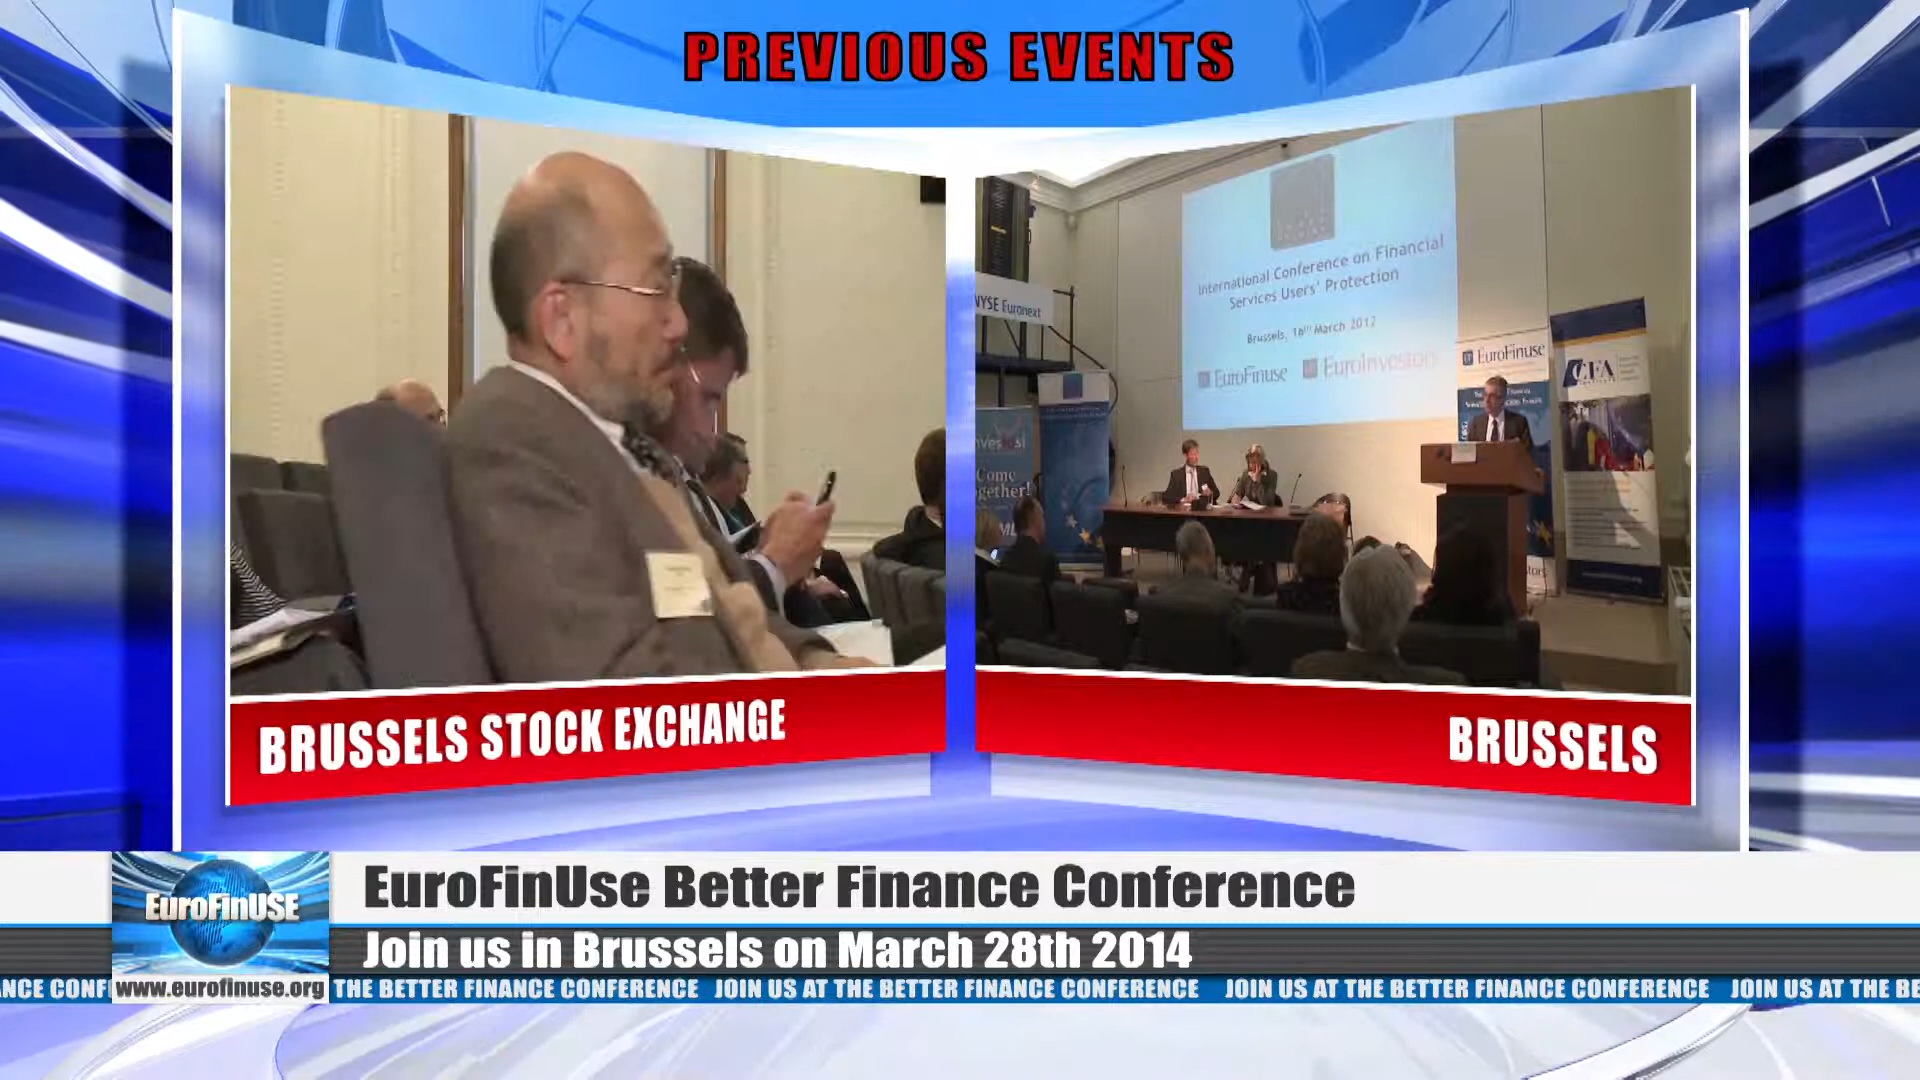 PREVIOUS EVENTS
International Conference on Financial
Services Users' Protection
Brussels, 16th March 2012
EuroFinuse
EuroInvestors
NYSE Euronext
EuroFinuse
CFA
Come
together!
BRUSSELS STOCK EXCHANGE
BRUSSELS
EuroFinUSE
EuroFinUse Better Finance Conference
Join us in Brussels on March 28th 2014
www.eurofinuse.org
NCE CONF
THE BETTER FINANCE CONFERENCE JOIN US AT THE BETTER FINANCE CONFERENCE JOIN US AT THE BETTER FINANCE CONFERENCE JOIN US AT THE BE